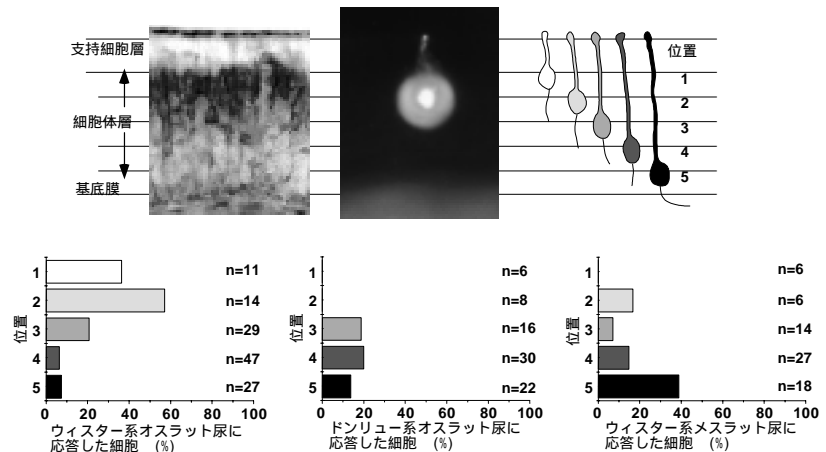 支持細胞層
細胞体層
基底膜
位置
1
2
3
4
5
1
2
3
4
5
位置
n=11
n=14
n=29
n=47
n=27
0 20 40 60 80 100
ウィスター系オスラット尿に
応答した細胞 (%)
1
2
3
4
5
位置
n=6
n=8
n=16
n=30
n=22
0 20 40 60 80 100
ドンリュー系オスラット尿に
応答した細胞 (%)
1
2
3
4
5
位置
n=6
n=6
n=14
n=27
n=18
0 20 40 60 80 100
ウィスター系メスラット尿に
応答した細胞 (%)